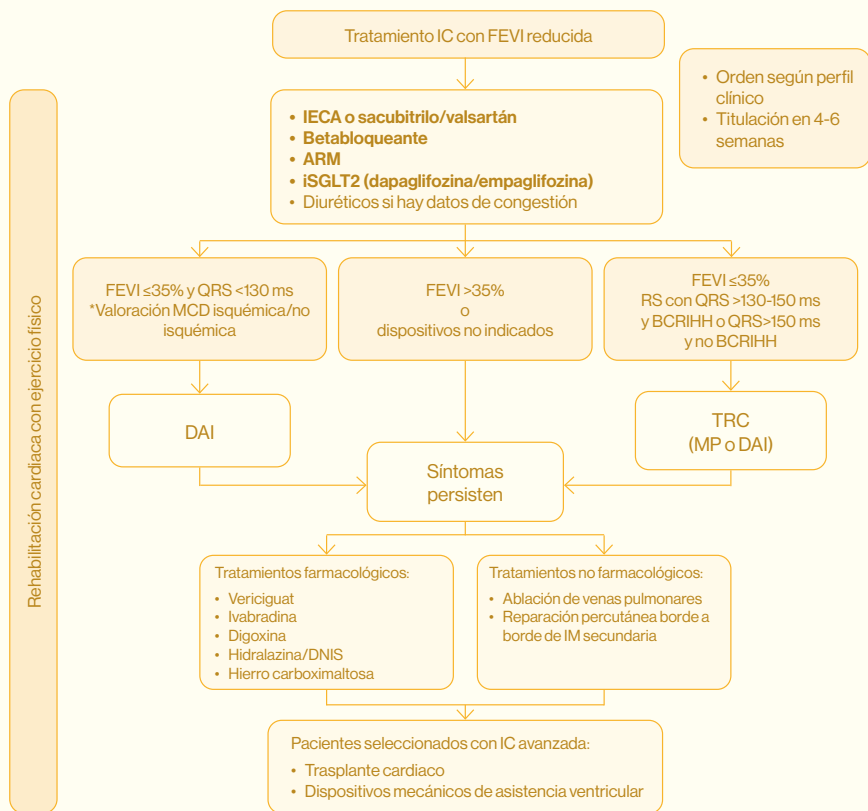 Tratamiento IC con FEVI reducida
• Orden según perfil
clínico
• Titulación en 4-6
semanas
• IECA o sacubitrilo/valsartán
• Betabloqueante
• ARM
• iSGLT2 (dapaglifozina/empaglifozina)
• Diuréticos si hay datos de congestión
Rehabilitación cardiaca con ejercicio físico
FEVI ≤35% y QRS <130 ms
*Valoración MCD isquémica/no
isquémica
FEVI >35%
o
dispositivos no indicados
FEVI ≤35%
RS con QRS >130-150 ms
y BCRIHH o QRS>150 ms
y no BCRIHH
DAI
TRC
(MP o DAI)
Síntomas
persisten
Tratamientos farmacológicos:
• Vericiguat
• Ivabradina
• Digoxina
• Hidralazina/DNIS
• Hierro carboximaltosa
Tratamientos no farmacológicos:
• Ablación de venas pulmonares
• Reparación percutánea borde a
borde de IM secundaria
Pacientes seleccionados con IC avanzada:
• Trasplante cardiaco
• Dispositivos mecánicos de asistencia ventricular